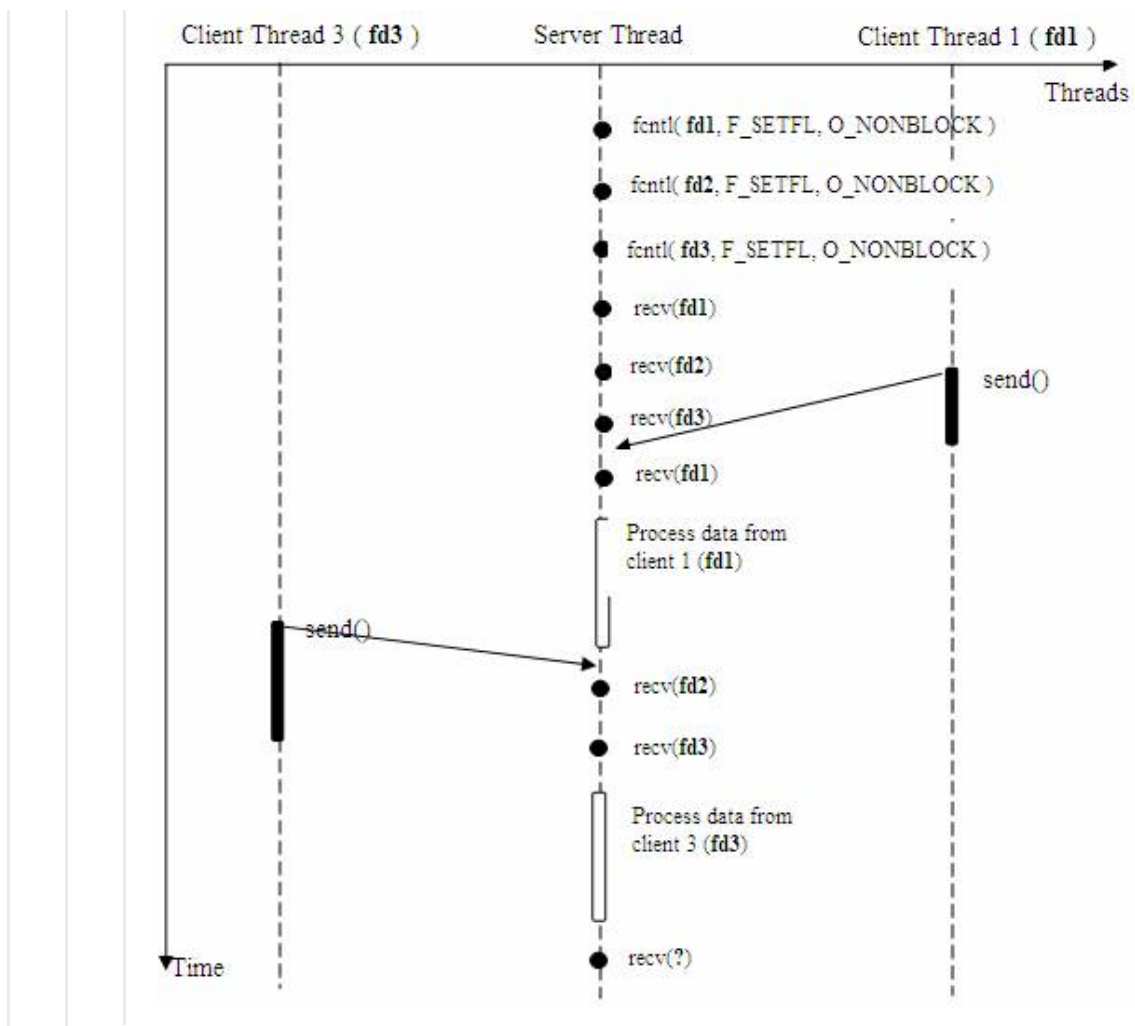 Client Thread 3 ( fd3 )
Server Thread
Client Thread 1 ( fd1 )
Threads
fcntl( fd1, F_SETFL, O_NONBLOCK )
fcntl( fd2, F_SETFL, O_NONBLOCK )
fcntl( fd3, F_SETFL, O_NONBLOCK )
recv(fd1)
recv(fd2)
send()
recv(fd3)
recv(fd1)
Process data from
client 1 (fd1)
send()
recv(fd2)
recv(fd3)
Process data from
client 3 (fd3)
recv(?)
Time